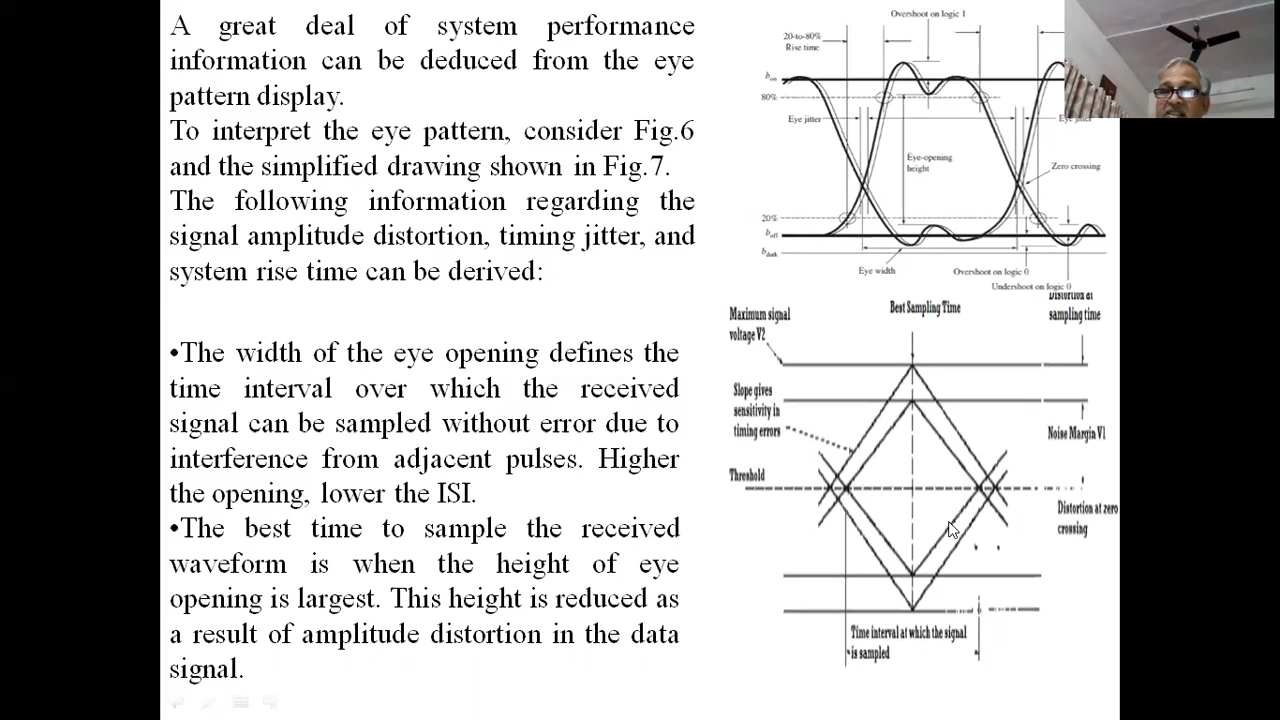 A great deal of system performance
information can be deduced from the eye
pattern display.
To interpret the eye pattern, consider Fig.6
and the simplified drawing shown in Fig.7.
The following information regarding the
signal amplitude distortion, timing jitter, and
system rise time can be derived:
•The width of the eye opening defines the
time interval over which the received
signal can be sampled without error due to
interference from adjacent pulses. Higher
the opening, lower the ISI.
•The best time to sample the received
waveform is when the height of eye
opening is largest. This height is reduced as
a result of amplitude distortion in the data
signal.
Overshoot on logic 1
20-to-80%
Rise time
b_on
80%
Eye jitter
Eye jitter
Eye-opening
height
Zero crossing
20%
b_off
b_dark
Eye width
Overshoot on logic 0
Undershoot on logic 0
Maximum signal
voltage V2
Best Sampling Time
Distortion at
sampling time
Slope gives
sensitivity in
timing errors
Noise Margin V1
Threshold
Distortion at zero
crossing
Time interval at which the signal
is sampled